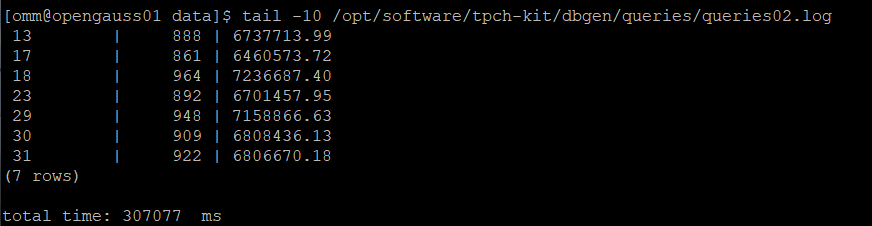 [omm@opengauss01 data]$ tail -10 /opt/software/tpch-kit/dbgen/queries/queries02.log
 13        |     888 | 6737713.99
 17        |     861 | 6460573.72
 18        |     964 | 7236687.40
 23        |     892 | 6701457.95
 29        |     948 | 7158866.63
 30        |     909 | 6808436.13
 31        |     922 | 6806670.18
(7 rows)

total time: 307077  ms